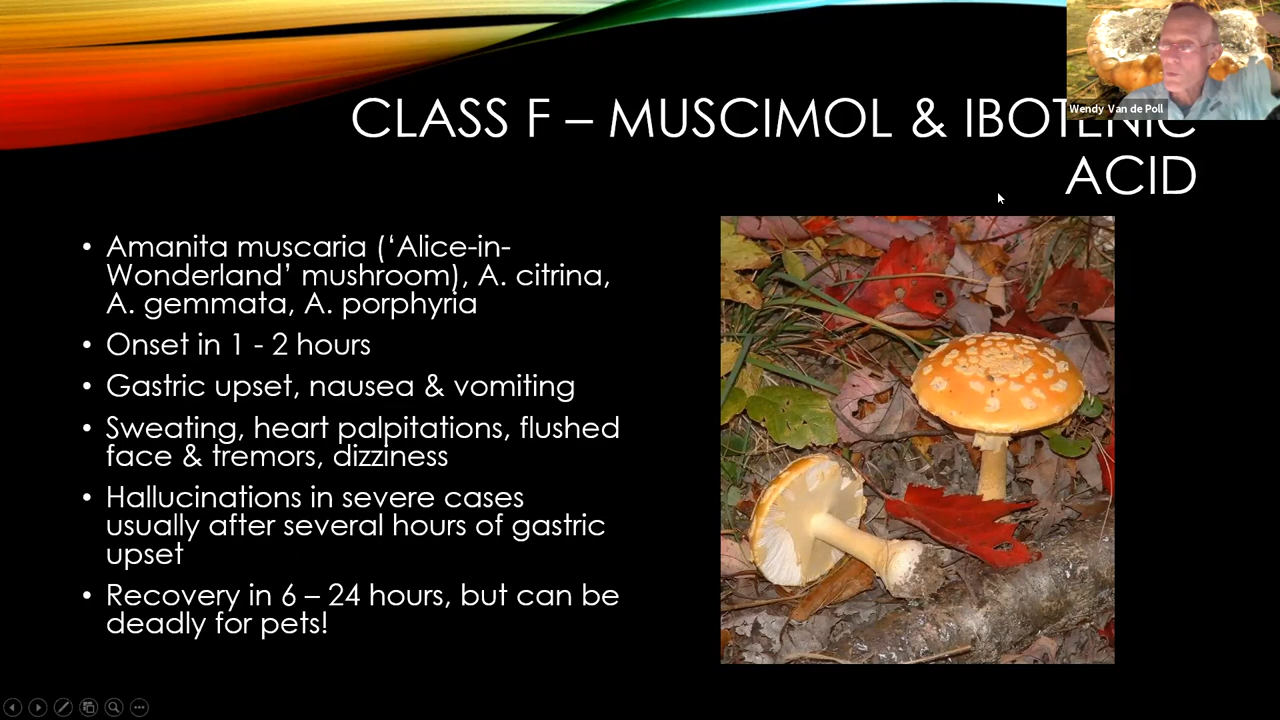 CLASS F – MUSCIMOL & IBOTENIC
ACID
Wendy Van de Poll
• Amanita muscaria (‘Alice-in-
Wonderland’ mushroom), A. citrina,
A. gemmata, A. porphyria
• Onset in 1 - 2 hours
• Gastric upset, nausea & vomiting
• Sweating, heart palpitations, flushed
face & tremors, dizziness
• Hallucinations in severe cases
usually after several hours of gastric
upset
• Recovery in 6 – 24 hours, but can be
deadly for pets!